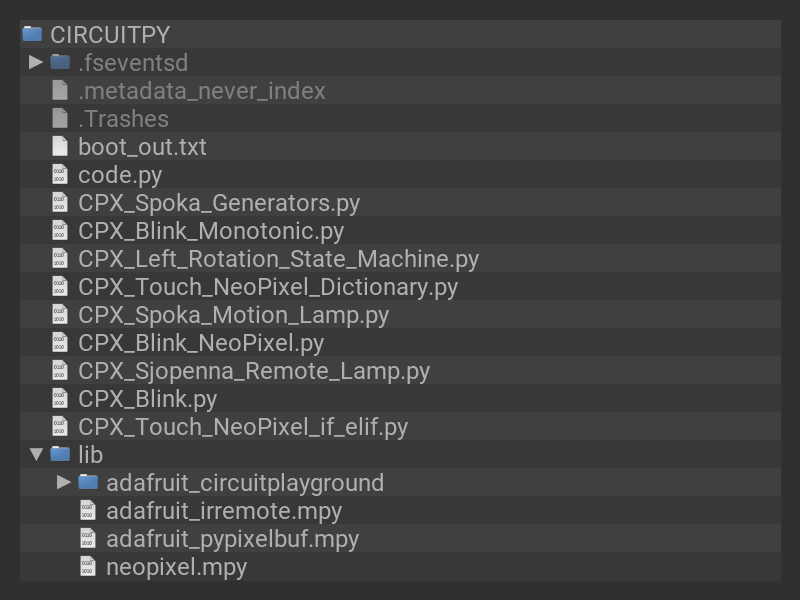 CIRCUITPY
.fseventsd
.metadata_never_index
.Trashes
boot_out.txt
code.py
CPX_Spoka_Generators.py
CPX_Blink_Monotonic.py
CPX_Left_Rotation_State_Machine.py
CPX_Touch_NeoPixel_Dictionary.py
CPX_Spoka_Motion_Lamp.py
CPX_Blink_NeoPixel.py
CPX_Sjopenna_Remote_Lamp.py
CPX_Blink.py
CPX_Touch_NeoPixel_if_elif.py
lib
adafruit_circuitplayground
adafruit_irremote.mpy
adafruit_pypixelbuf.mpy
neopixel.mpy